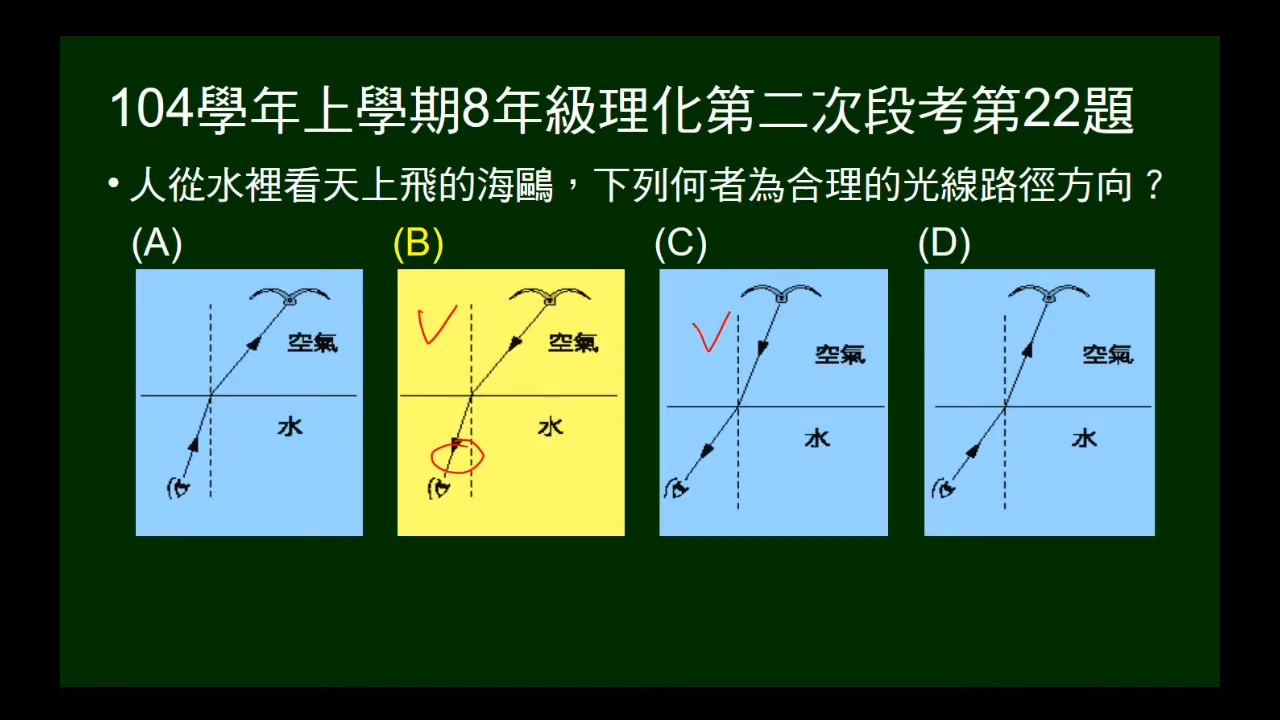 104學年上學期8年級理化第二次段考第22題
• 人從水裡看天上飛的海鷗，下列何者為合理的光線路徑方向？
(A) (B) (C) (D)
空氣 空氣 空氣 空氣
水 水 水 水